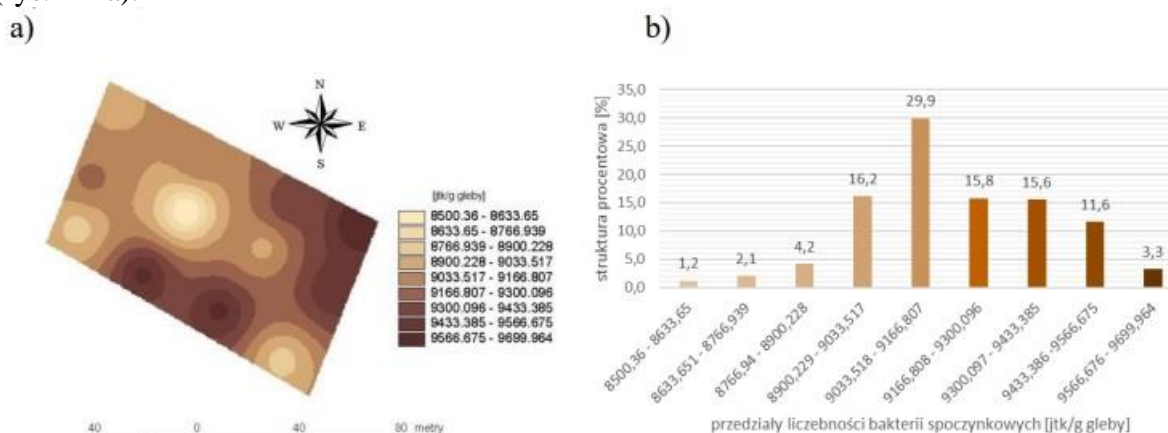 a)
b)
N
W
E
S
[jtk/g gleby]
8500.36 - 8633.65
8633.65 - 8766.939
8766.939 - 8900.228
8900.228 - 9033.517
9033.517 - 9166.807
9166.807 - 9300.096
9300.096 - 9433.385
9433.385 - 9566.675
9566.675 - 9699.964
40 0 40 80 metry
struktura procentowa [%]
35,0
30,0
25,0
20,0
15,0
10,0
5,0
0,0
1,2
2,1
4,2
16,2
29,9
15,8
15,6
11,6
3,3
8500,36 - 8633,65
8633,651 - 8766,939
8766,94 - 8900,228
8900,229 - 9033,517
9033,518 - 9166,807
9166,808 - 9300,096
9300,097 - 9433,385
9433,386 -9566,675
9566,676 - 9699,964
przedziały liczebności bakterii spoczynkowych [jtk/g gleby]